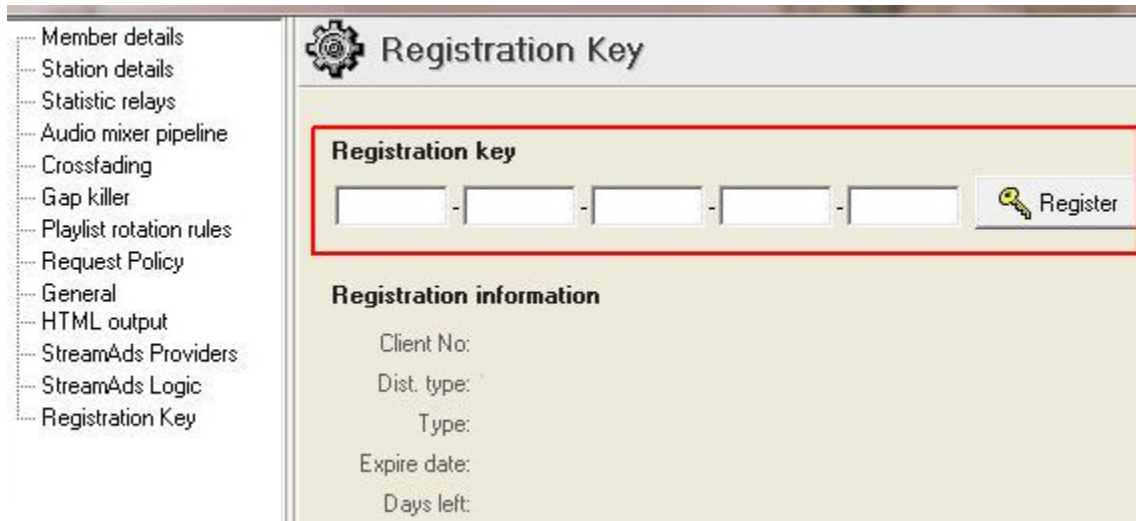 Member details
Station details
Statistic relays
Audio mixer pipeline
Crossfading
Gap killer
Playlist rotation rules
Request Policy
General
HTML output
StreamAds Providers
StreamAds Logic
Registration Key
Registration Key
Registration key
- - - - Register
Registration information
Client No:
Dist. type:
Type:
Expire date:
Days left: